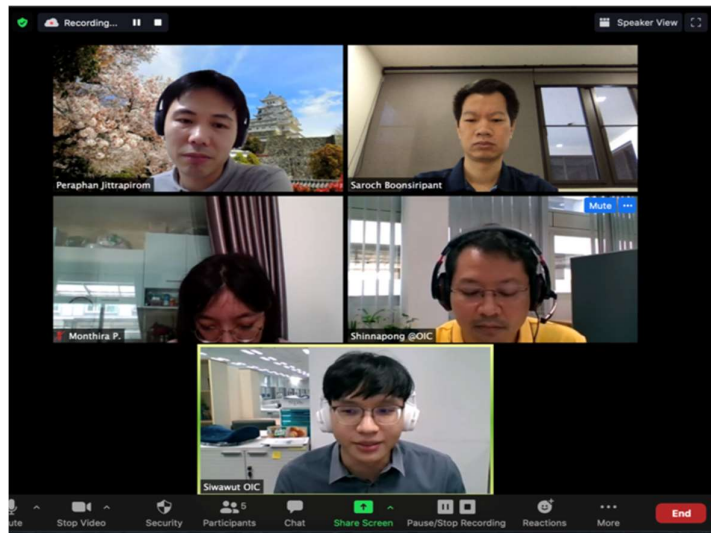 Recording...
Speaker View
Peraphan Jittrapirom
Saroch Boonsiripant
Mute
Monthira P.
Shinnapong @OIC
Siwawut OIC
5
ute
Stop Video
Security
Participants
Chat
Share Screen
Pause/Stop Recording
Reactions
More
End